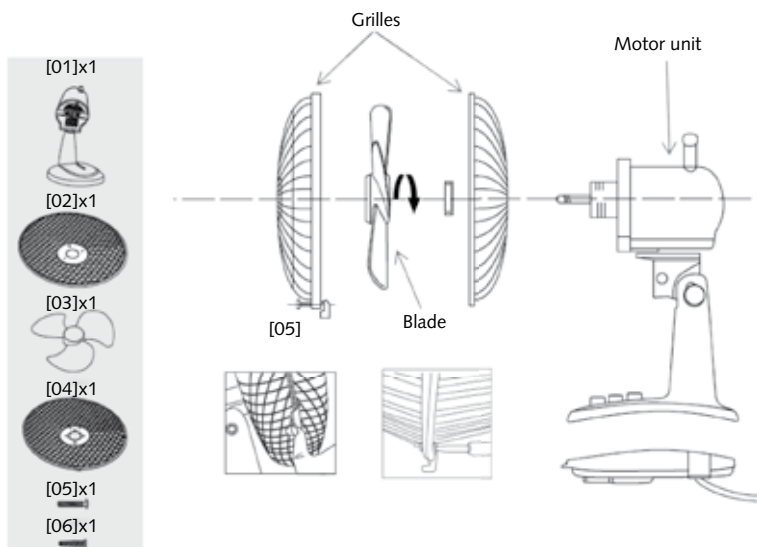 Grilles
Motor unit
[01]x1
[02]x1
[03]x1
[04]x1
[05]x1
[06]x1
[05]
Blade